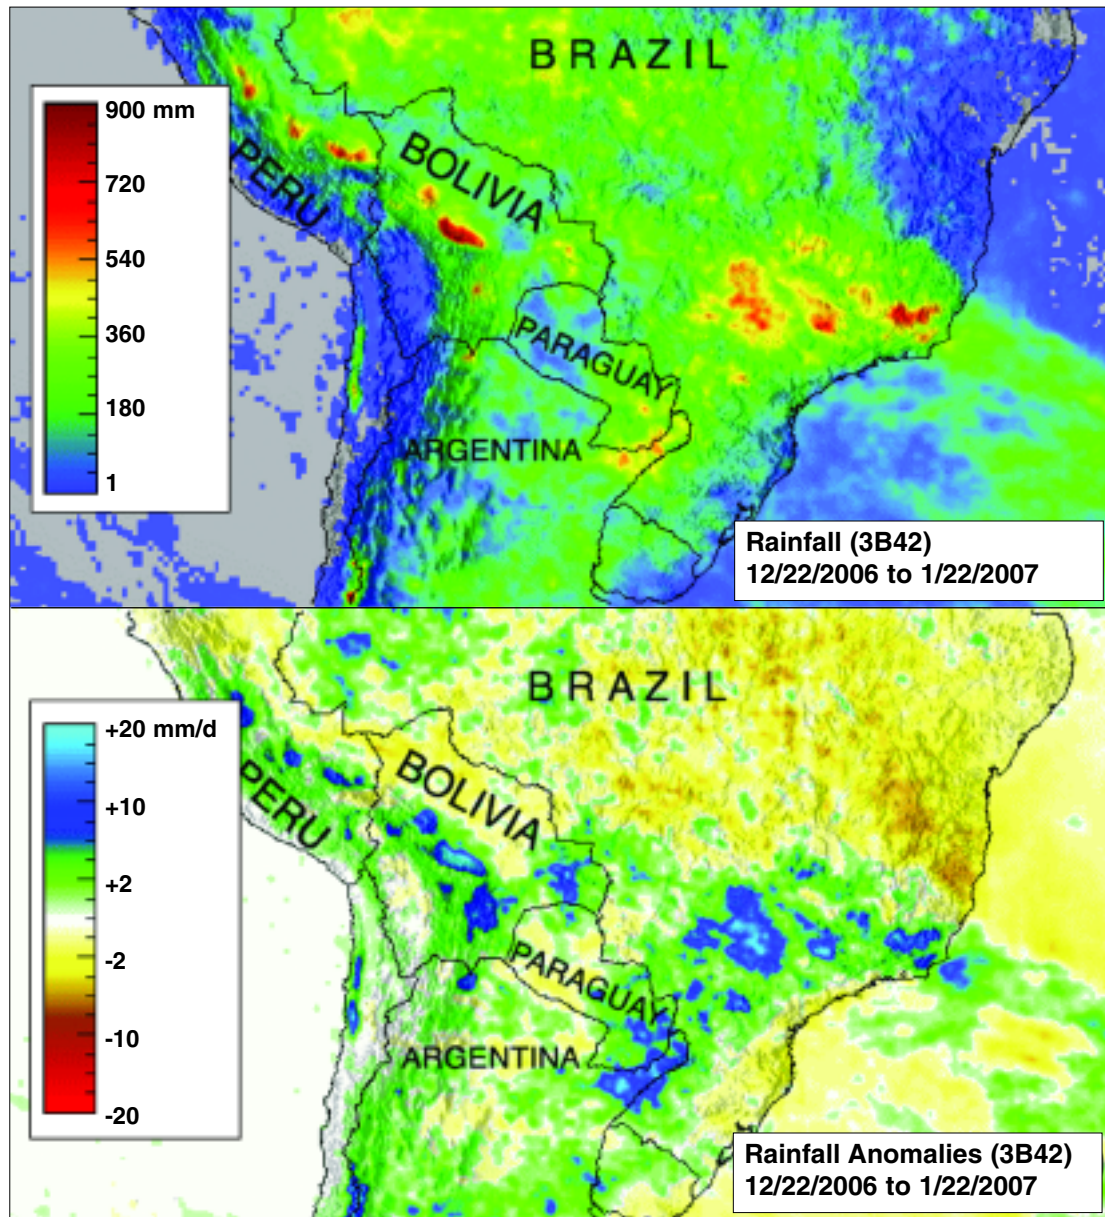 BRAZIL
900 mm
720
540
360
180
1
PERU
BOLIVIA
PARAGUAY
ARGENTINA
Rainfall (3B42)
12/22/2006 to 1/22/2007
BRAZIL
+20 mm/d
+10
+2
-2
-10
-20
PERU
BOLIVIA
PARAGUAY
ARGENTINA
Rainfall Anomalies (3B42)
12/22/2006 to 1/22/2007